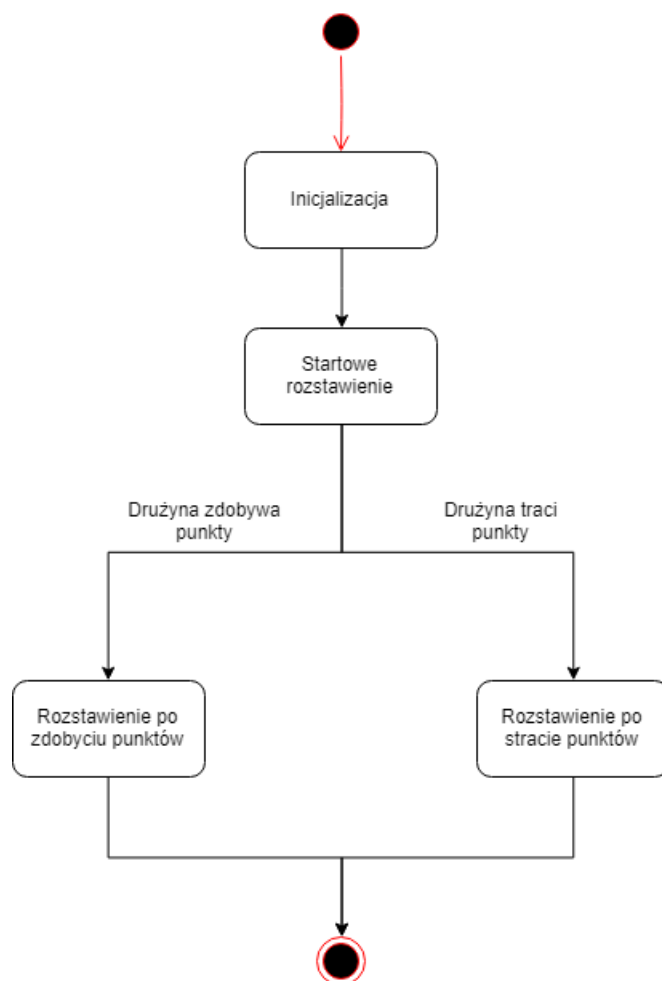 Inicjalizacja
Startowe
rozstawienie
Drużyna zdobywa
punkty
Drużyna traci
punkty
Rozstawienie po
zdobyciu punktów
Rozstawienie po
stracie punktów